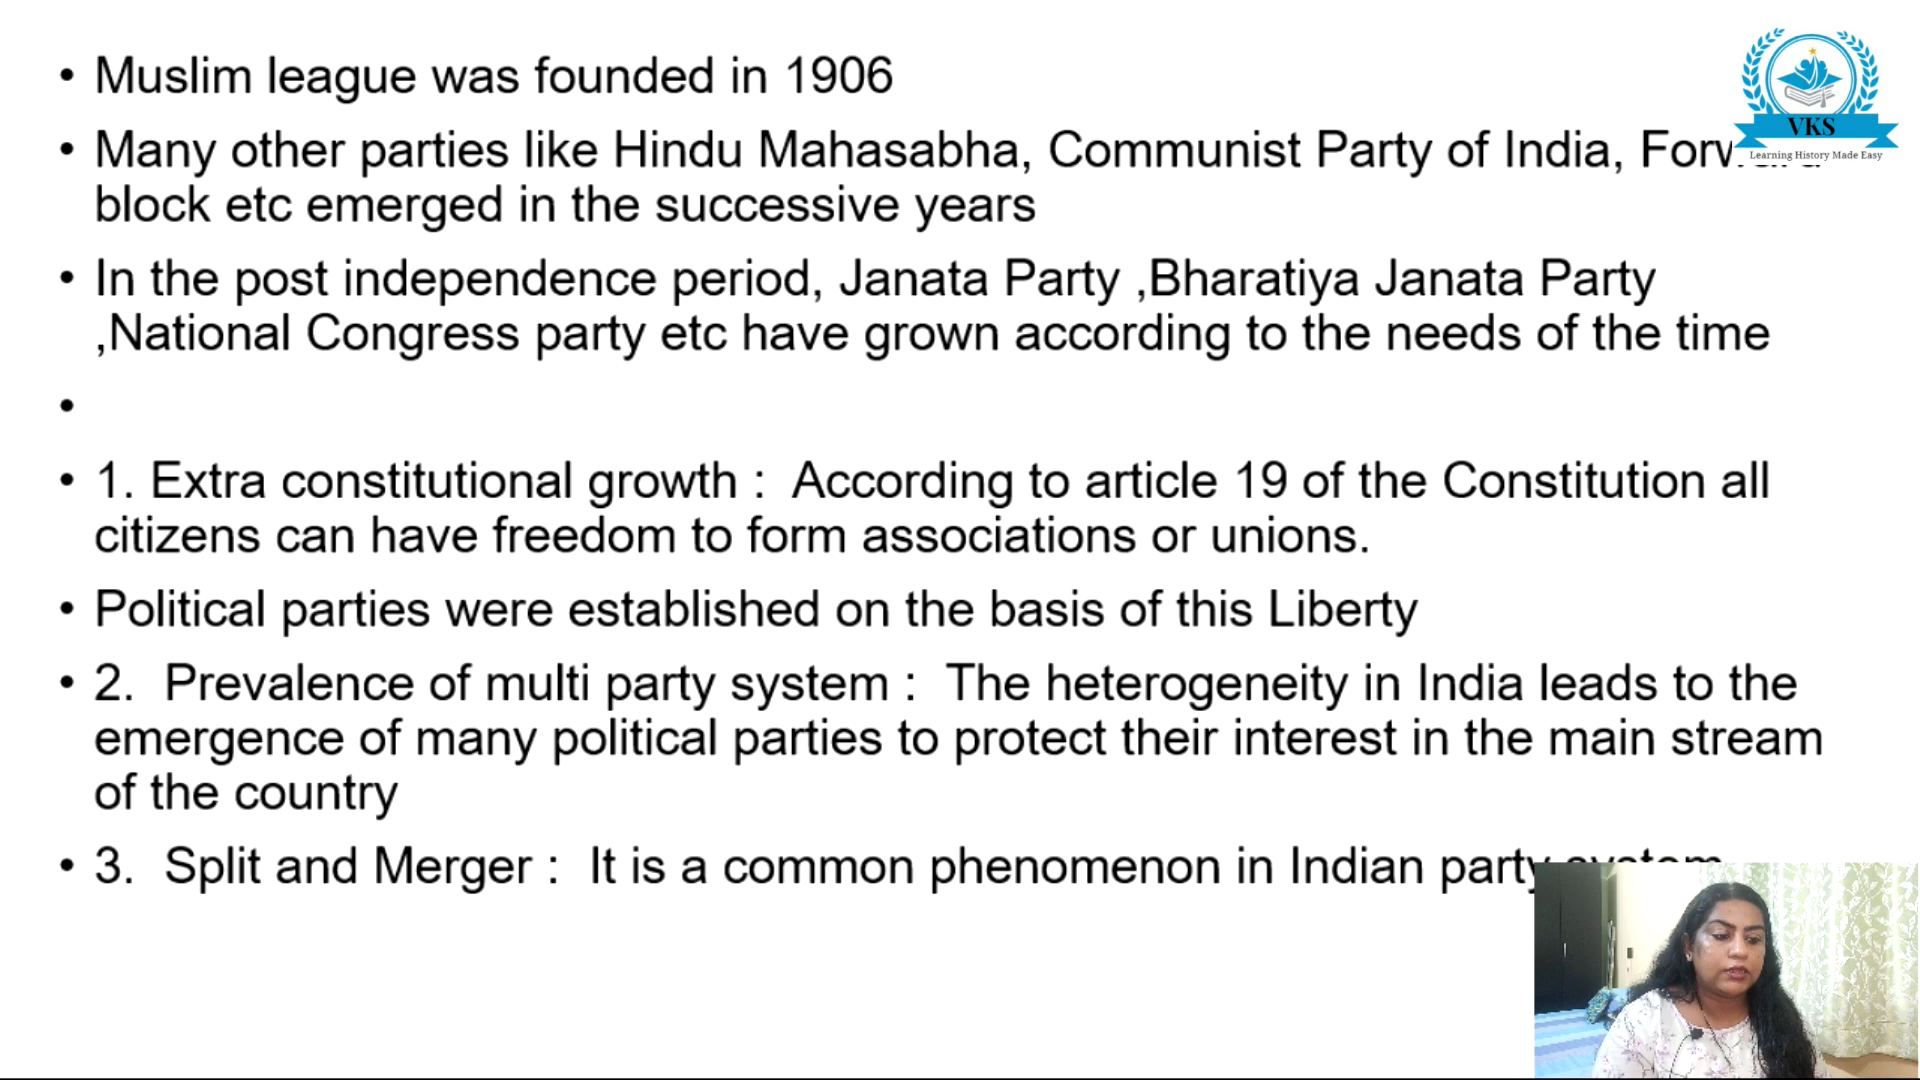 • Muslim league was founded in 1906
• Many other parties like Hindu Mahasabha, Communist Party of India,
block etc emerged in the successive years
• In the post independence period, Janata Party ,Bharatiya Janata Party
,National Congress party etc have grown according to the needs of the time
•
• 1. Extra constitutional growth :  According to article 19 of the Constitution all
citizens can have freedom to form associations or unions.
• Political parties were established on the basis of this Liberty
• 2.  Prevalence of multi party system :  The heterogeneity in India leads to the
emergence of many political parties to protect their interest in the main stream
of the country
• 3.  Split and Merger :  It is a common phenomenon in Indian party
VKS
Learning History Made Easy